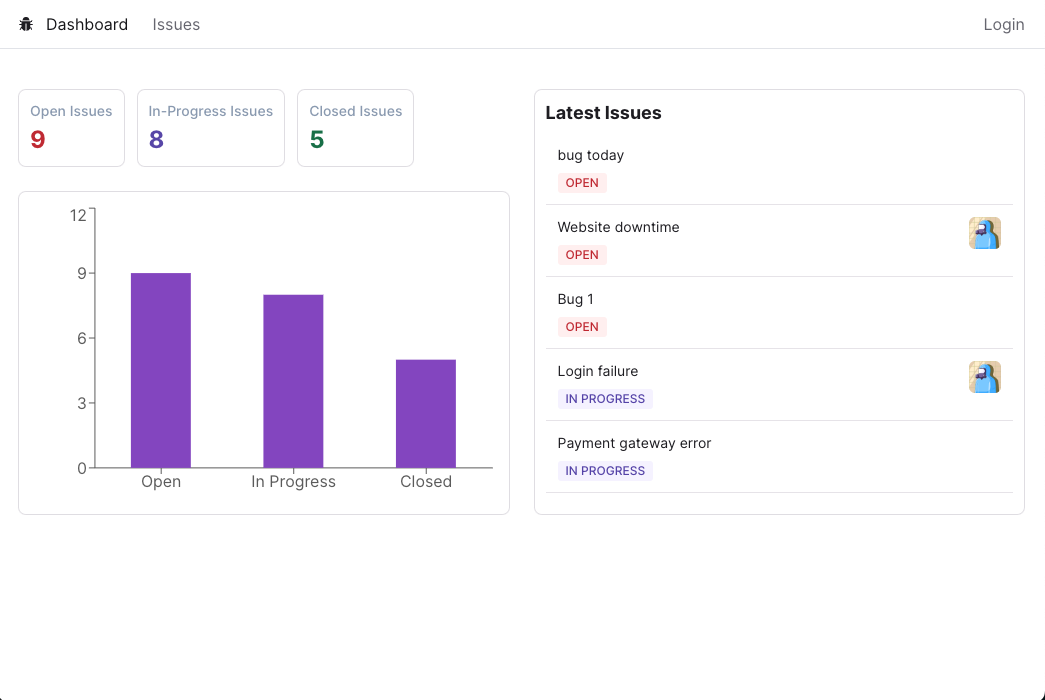 Dashboard Issues Login
Open Issues
9
In-Progress Issues
8
Closed Issues
5
12
9
6
3
0
Open In Progress Closed
Latest Issues
bug today
OPEN
Website downtime
OPEN
Bug 1
OPEN
Login failure
IN PROGRESS
Payment gateway error
IN PROGRESS